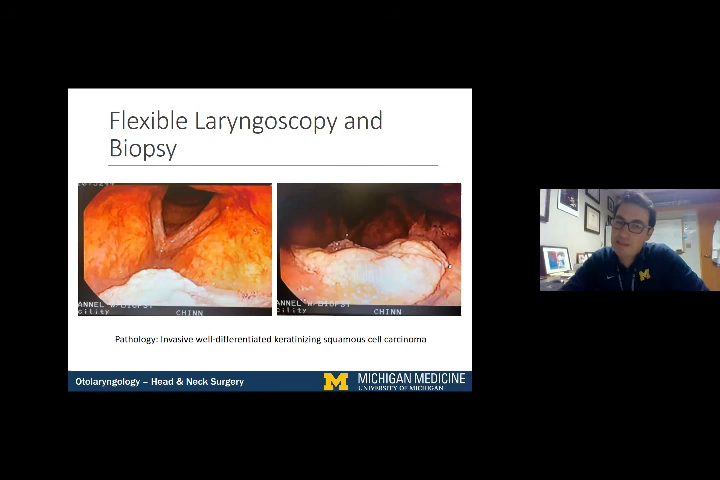 Flexible Laryngoscopy and
Biopsy
CHINN
CHINN
Pathology: Invasive well-differentiated keratinizing squamous cell carcinoma
Otolaryngology – Head & Neck Surgery
M
MICHIGAN MEDICINE
UNIVERSITY OF MICHIGAN
M